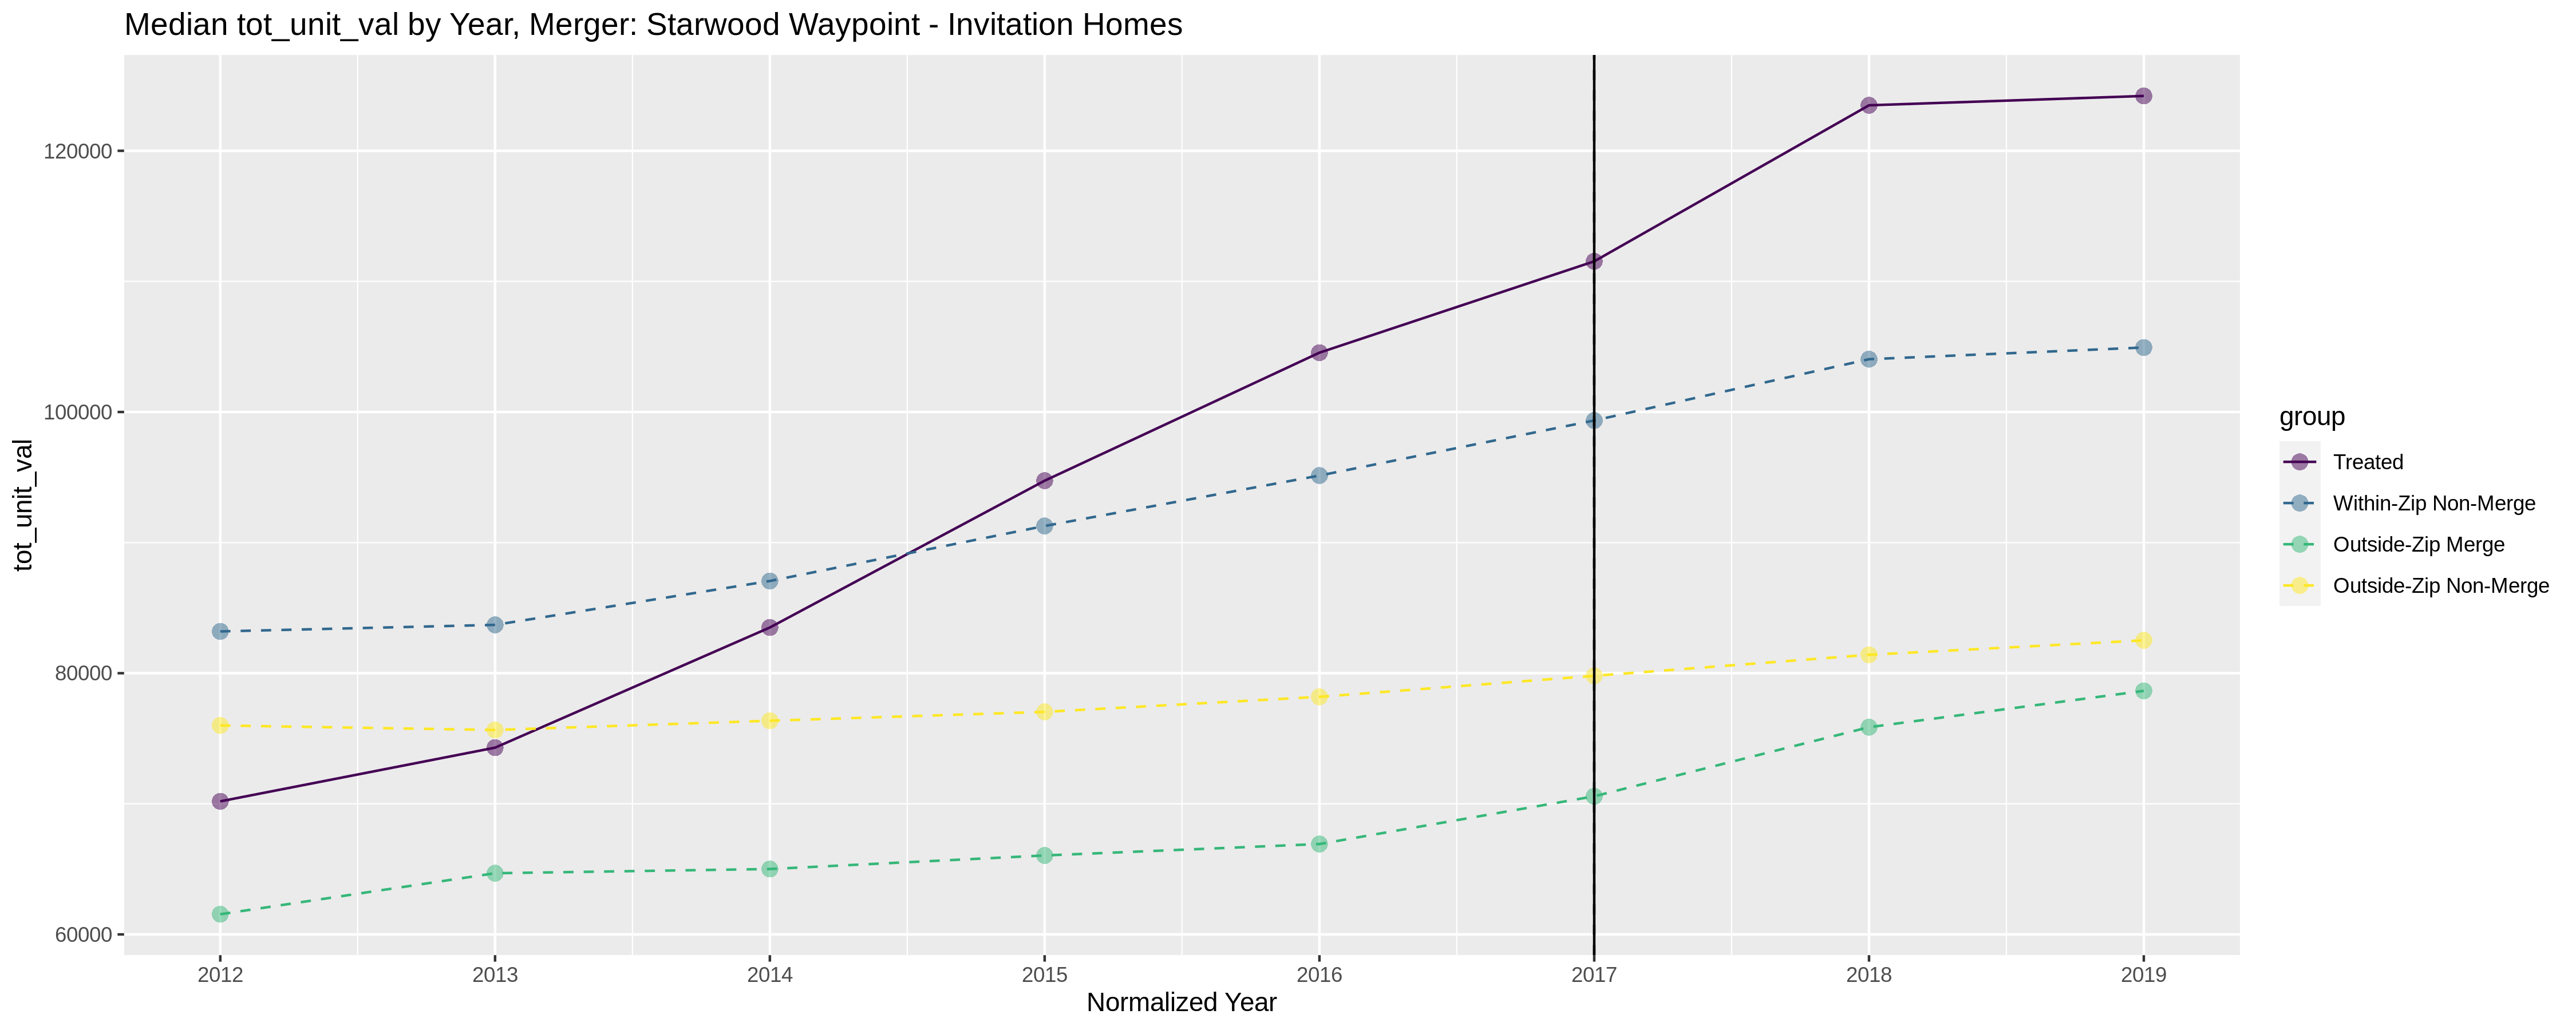 Median tot_unit_val by Year, Merger: Starwood Waypoint - Invitation Homes
tot_unit_val
120000
100000
80000
60000
2012 2013 2014 2015 2016 2017 2018 2019
Normalized Year
group
Treated
Within-Zip Non-Merge
Outside-Zip Merge
Outside-Zip Non-Merge